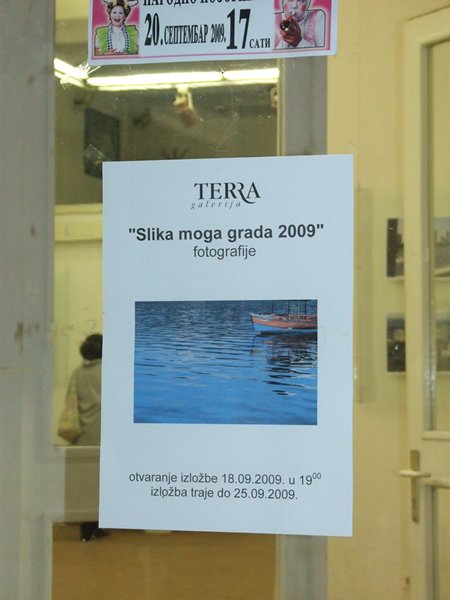 20. СЕПТЕМБАР 2009. 17 САТИ
TERRA
galerija
"Slika moga grada 2009"
fotografije
otvaranje izložbe 18.09.2009. u 19⁰⁰
izložba traje do 25.09.2009.